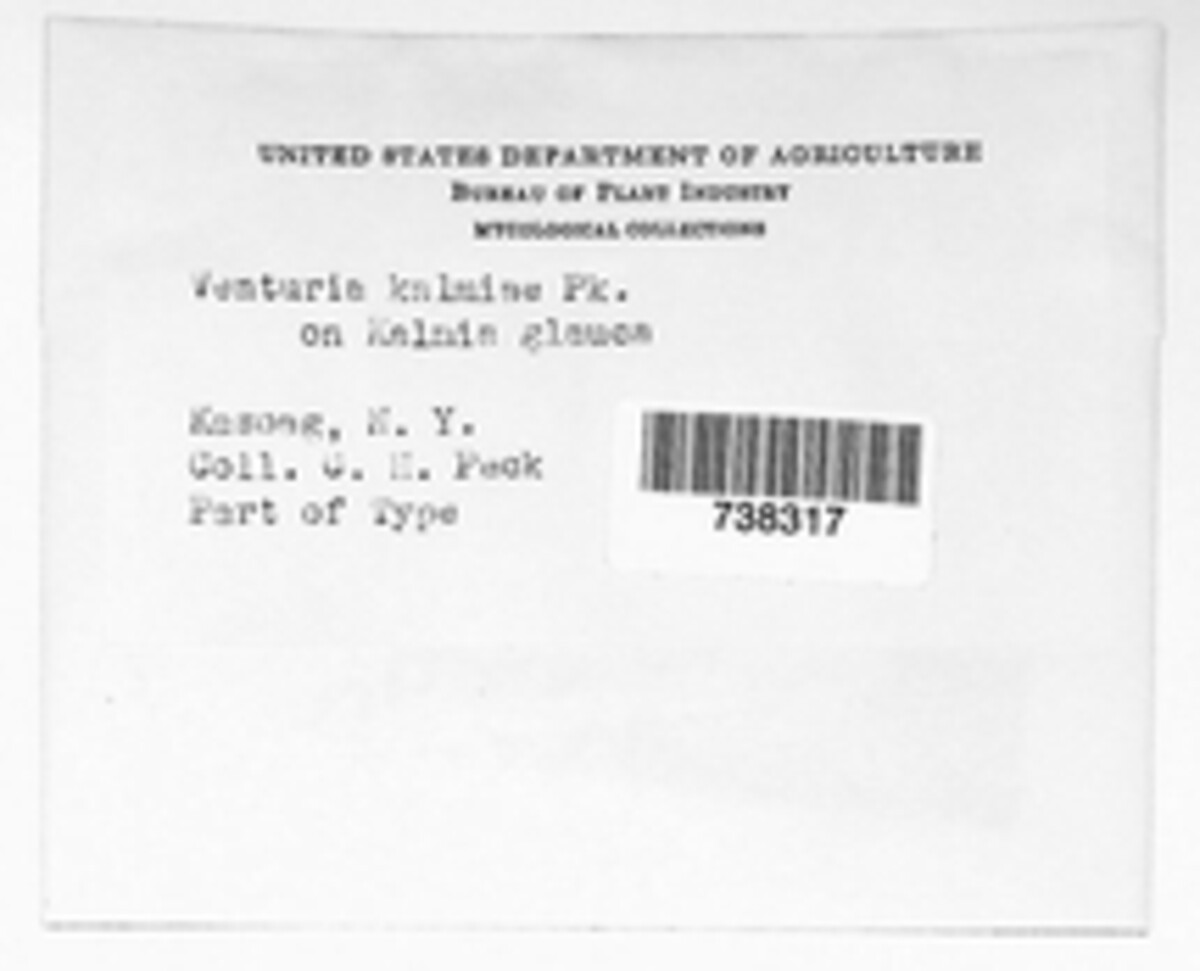 UNITED STATES DEPARTMENT OF AGRICULTURE
BUREAU OF PLANT INDUSTRY
MYCOLOGICAL COLLECTIONS
Venturia kalmiae Pk.
on Kalmia glauca
Kasoag, N. Y.
Coll. C. H. Peck
Part of Type
738317